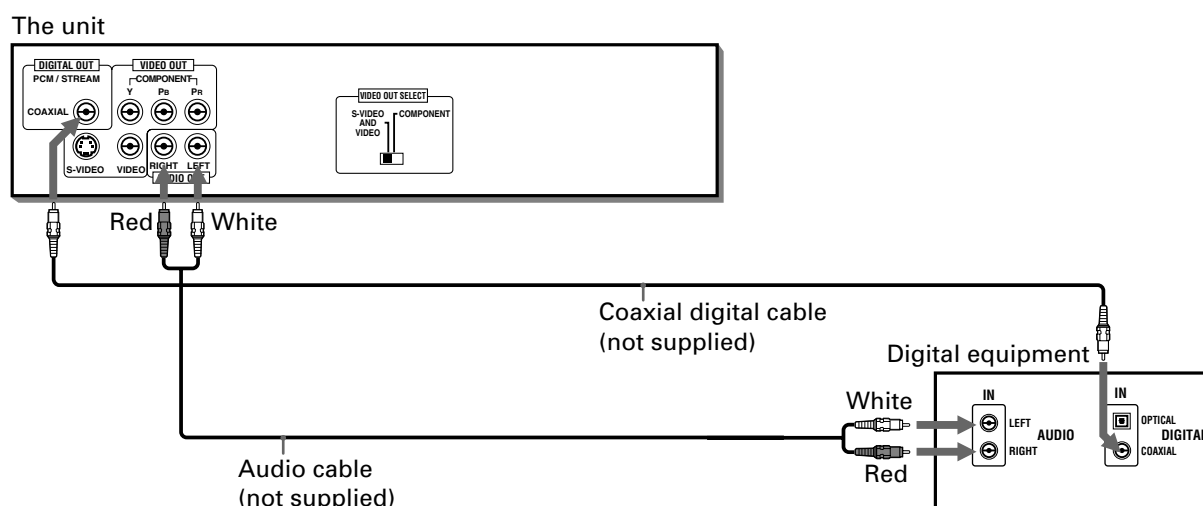 The unit
DIGITAL OUT
PCM / STREAM
COAXIAL
VIDEO OUT
COMPONENT
Y PB PR
S-VIDEO
VIDEO
RIGHT LEFT
VIDEO OUT SELECT
S-VIDEO
AND
VIDEO
COMPONENT
Red
White
Coaxial digital cable
(not supplied)
Digital equipment
White
Red
IN
LEFT
RIGHT
AUDIO
IN
OPTICAL
COAXIAL
DIGITAL
Audio cable
(not supplied)